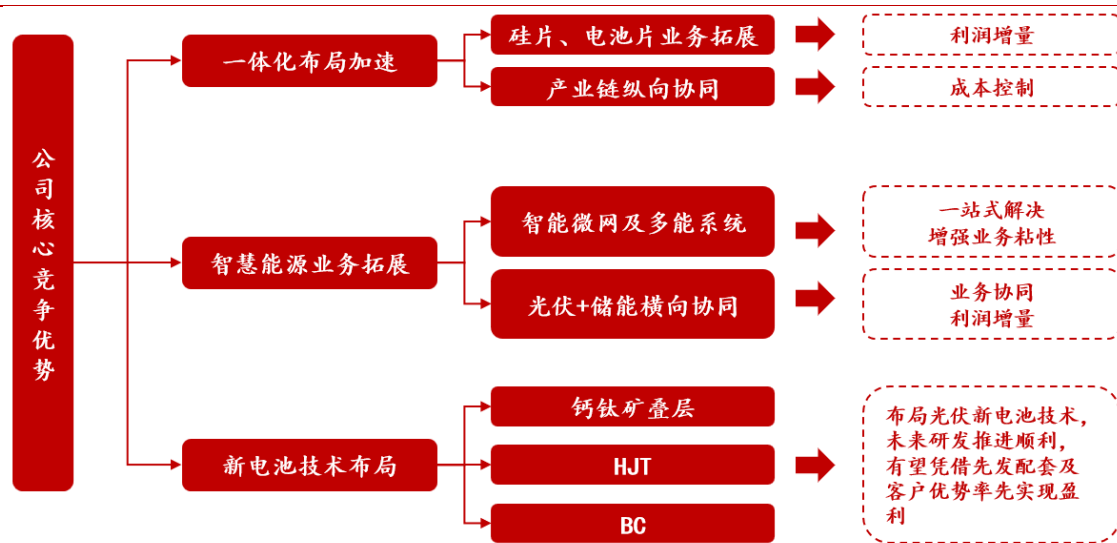 公司核心竞争优势
一体化布局加速
硅片、电池片业务拓展
利润增量
产业链纵向协同
成本控制
智慧能源业务拓展
智能微网及多能系统
一站式解决
增强业务粘性
光伏+储能横向协同
业务协同
利润增量
新电池技术布局
钙钛矿叠层
HJT
BC
布局光伏新电池技术,
未来研发推进顺利,
有望凭借先发配套及
客户优势率先实现盈
利